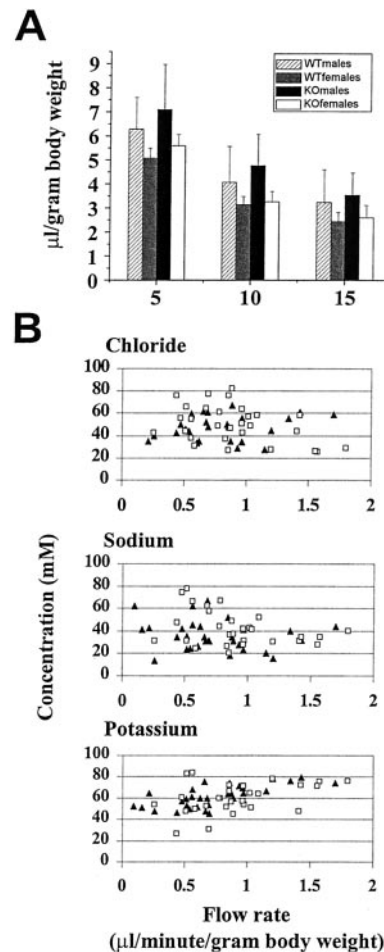 A
WTmales
WTfemales
KOmales
KOfemales
µl/gram body weight
9
8
7
6
5
4
3
2
1
0
5 10 15
B
Chloride
100
80
60
40
20
0
0 0.5 1 1.5 2
Sodium
100
80
60
40
20
0
0 0.5 1 1.5 2
Concentration (mM)
Potassium
100
80
60
40
20
0
0 0.5 1 1.5 2
Flow rate
(µl/minute/gram body weight)